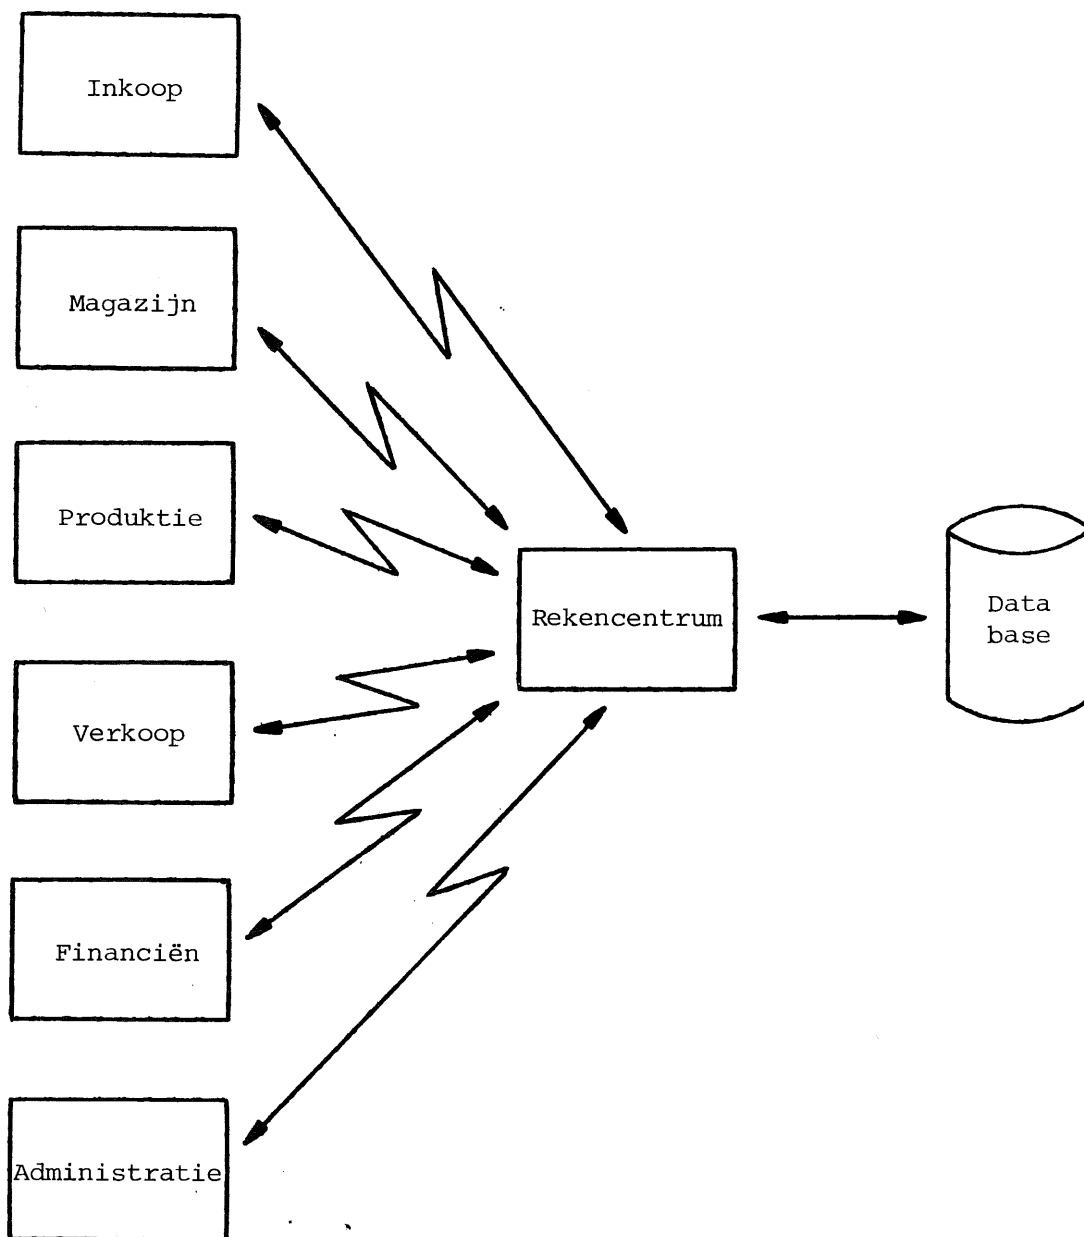 Inkoop
Magazijn
Produktie
Verkoop
Financiën
Administratie
Rekencentrum
Data
base